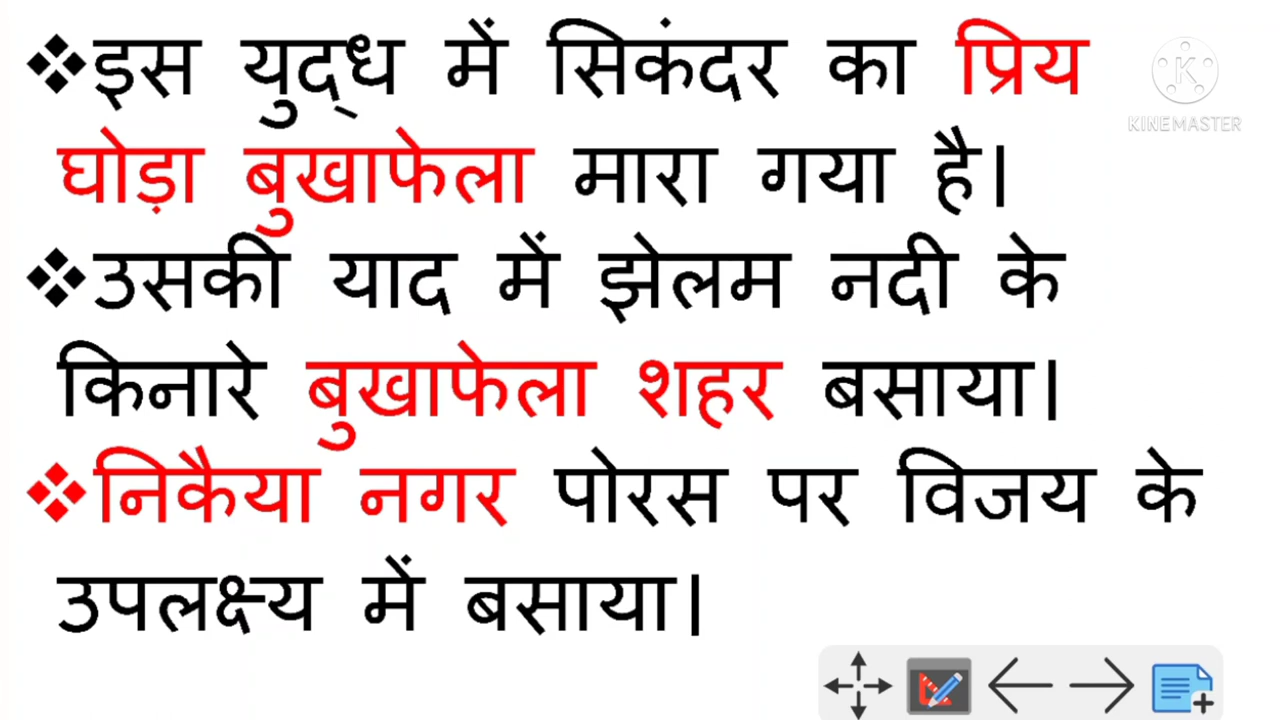 ❖इस युद्ध में सिकंदर का प्रिय
KINEMASTER
घोड़ा बुखाफेला मारा गया है।
❖उसकी याद में झेलम नदी के
किनारे बुखाफेला शहर बसाया।
❖निकैया नगर पोरस पर विजय के
उपलक्ष्य में बसाया।